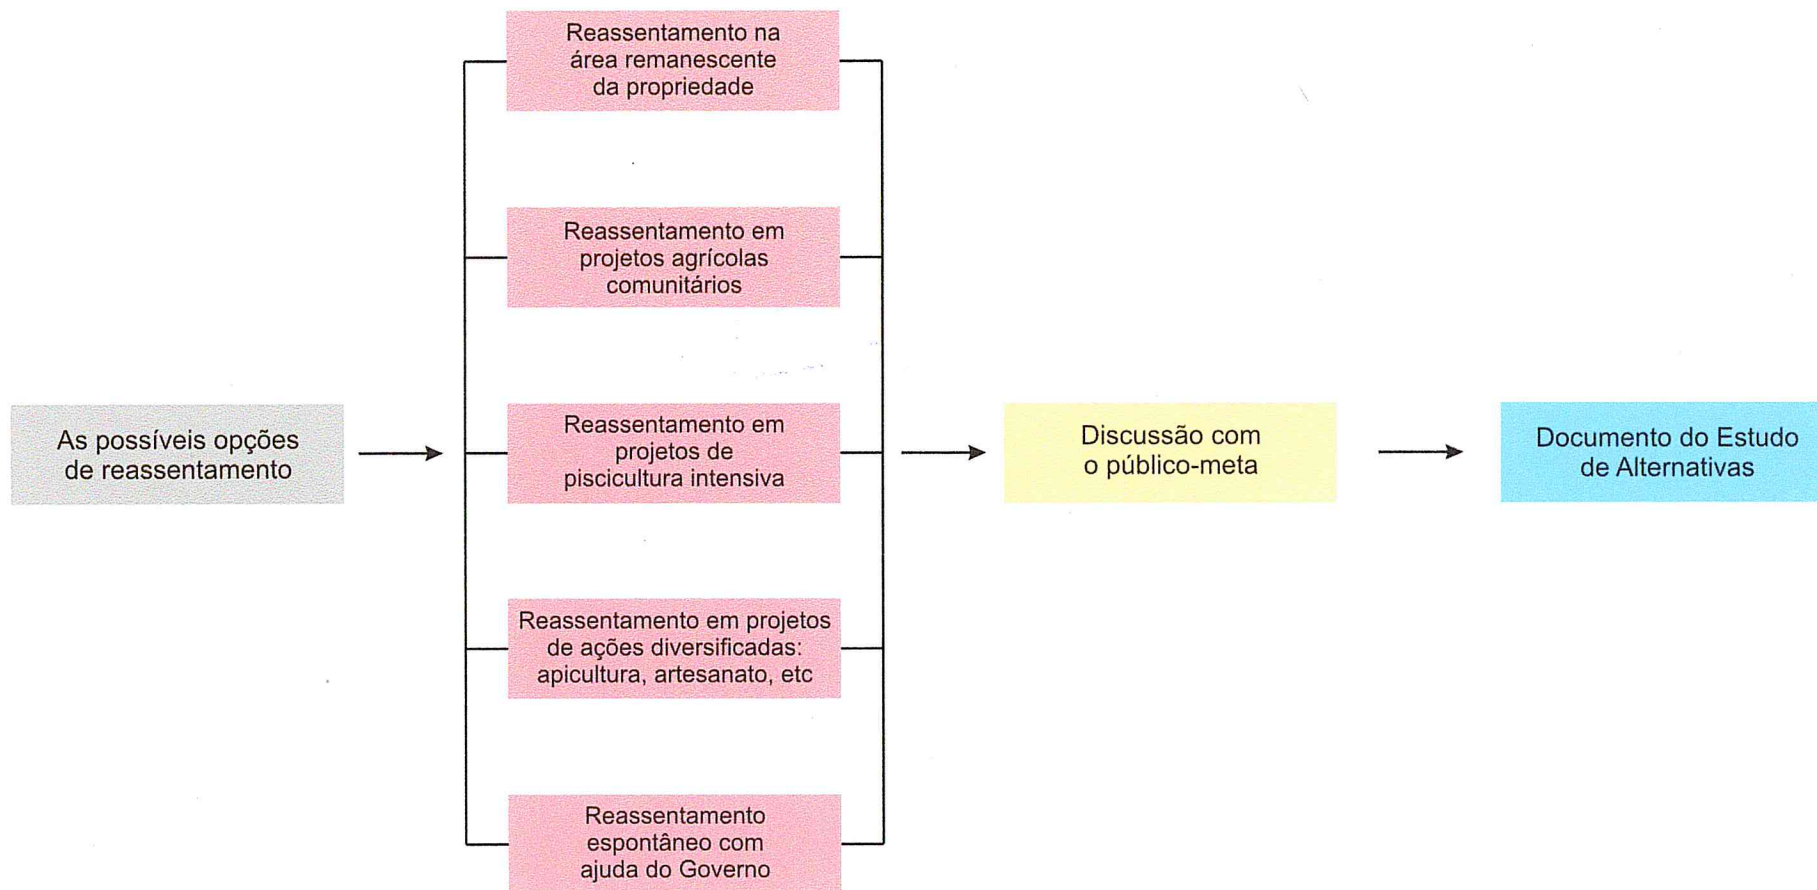 As possíveis opções
de reassentamento
Reassentamento na
área remanescente
da propriedade
Reassentamento em
projetos agrícolas
comunitários
Reassentamento em
projetos de
piscicultura intensiva
Reassentamento em projetos
de ações diversificadas:
apicultura, artesanato, etc
Reassentamento
espontâneo com
ajuda do Governo
Discussão com
o público-meta
Documento do Estudo
de Alternativas